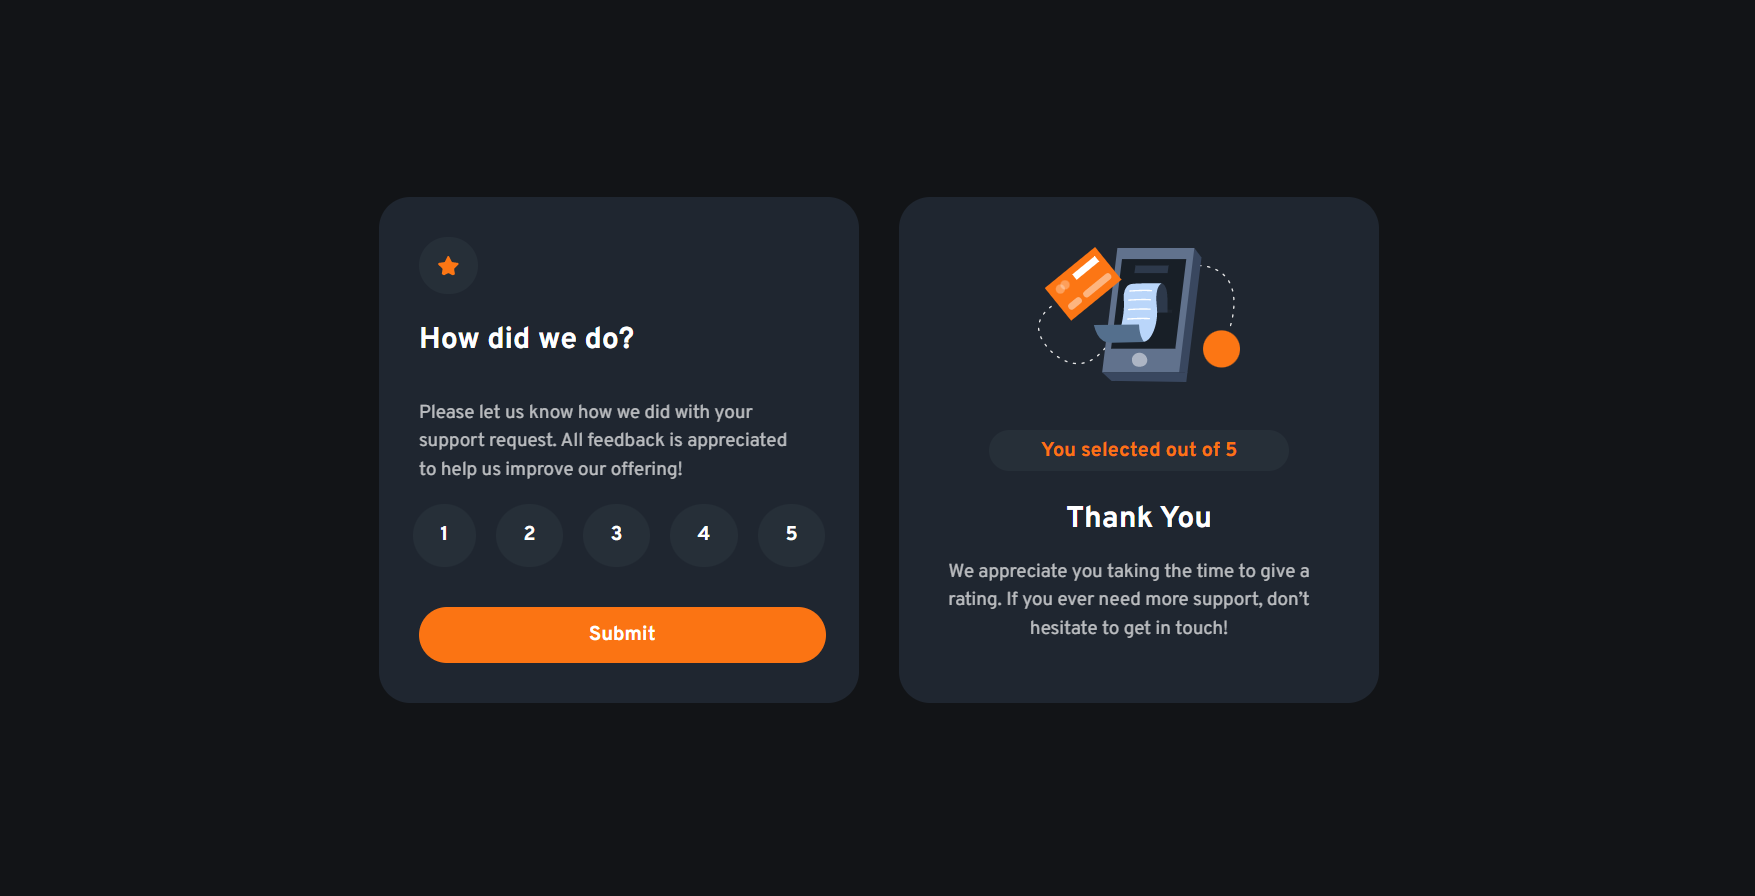 How did we do?
Please let us know how we did with your
support request. All feedback is appreciated
to help us improve our offering!
1 2 3 4 5
Submit
You selected out of 5
Thank You
We appreciate you taking the time to give a
rating. If you ever need more support, don’t
hesitate to get in touch!